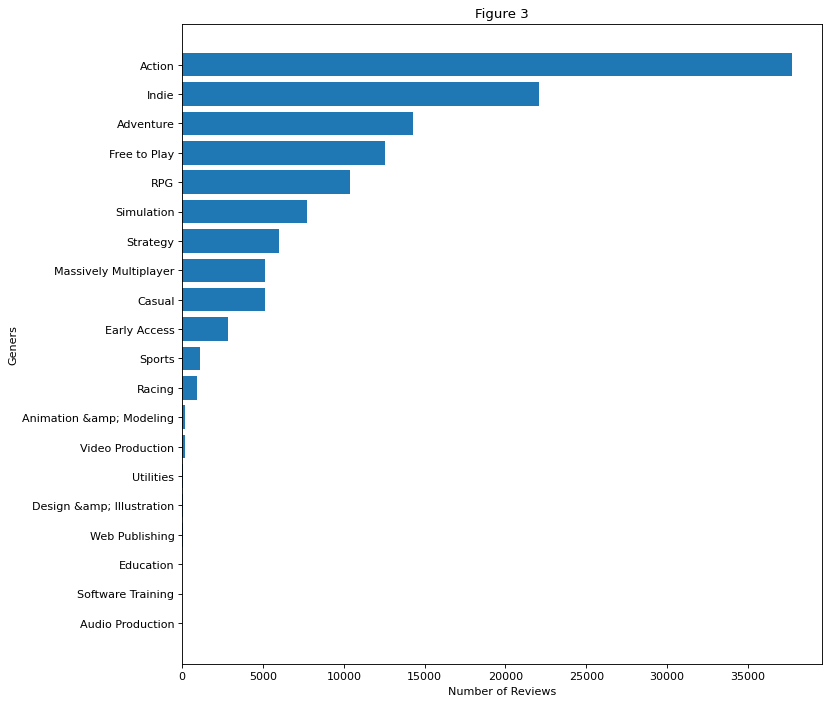 Figure 3
Action
Indie
Adventure
Free to Play
RPG
Simulation
Strategy
Massively Multiplayer
Casual
Early Access
Sports
Racing
Animation &amp; Modeling
Video Production
Utilities
Design &amp; Illustration
Web Publishing
Education
Software Training
Audio Production
Geners
0 5000 10000 15000 20000 25000 30000 35000
Number of Reviews